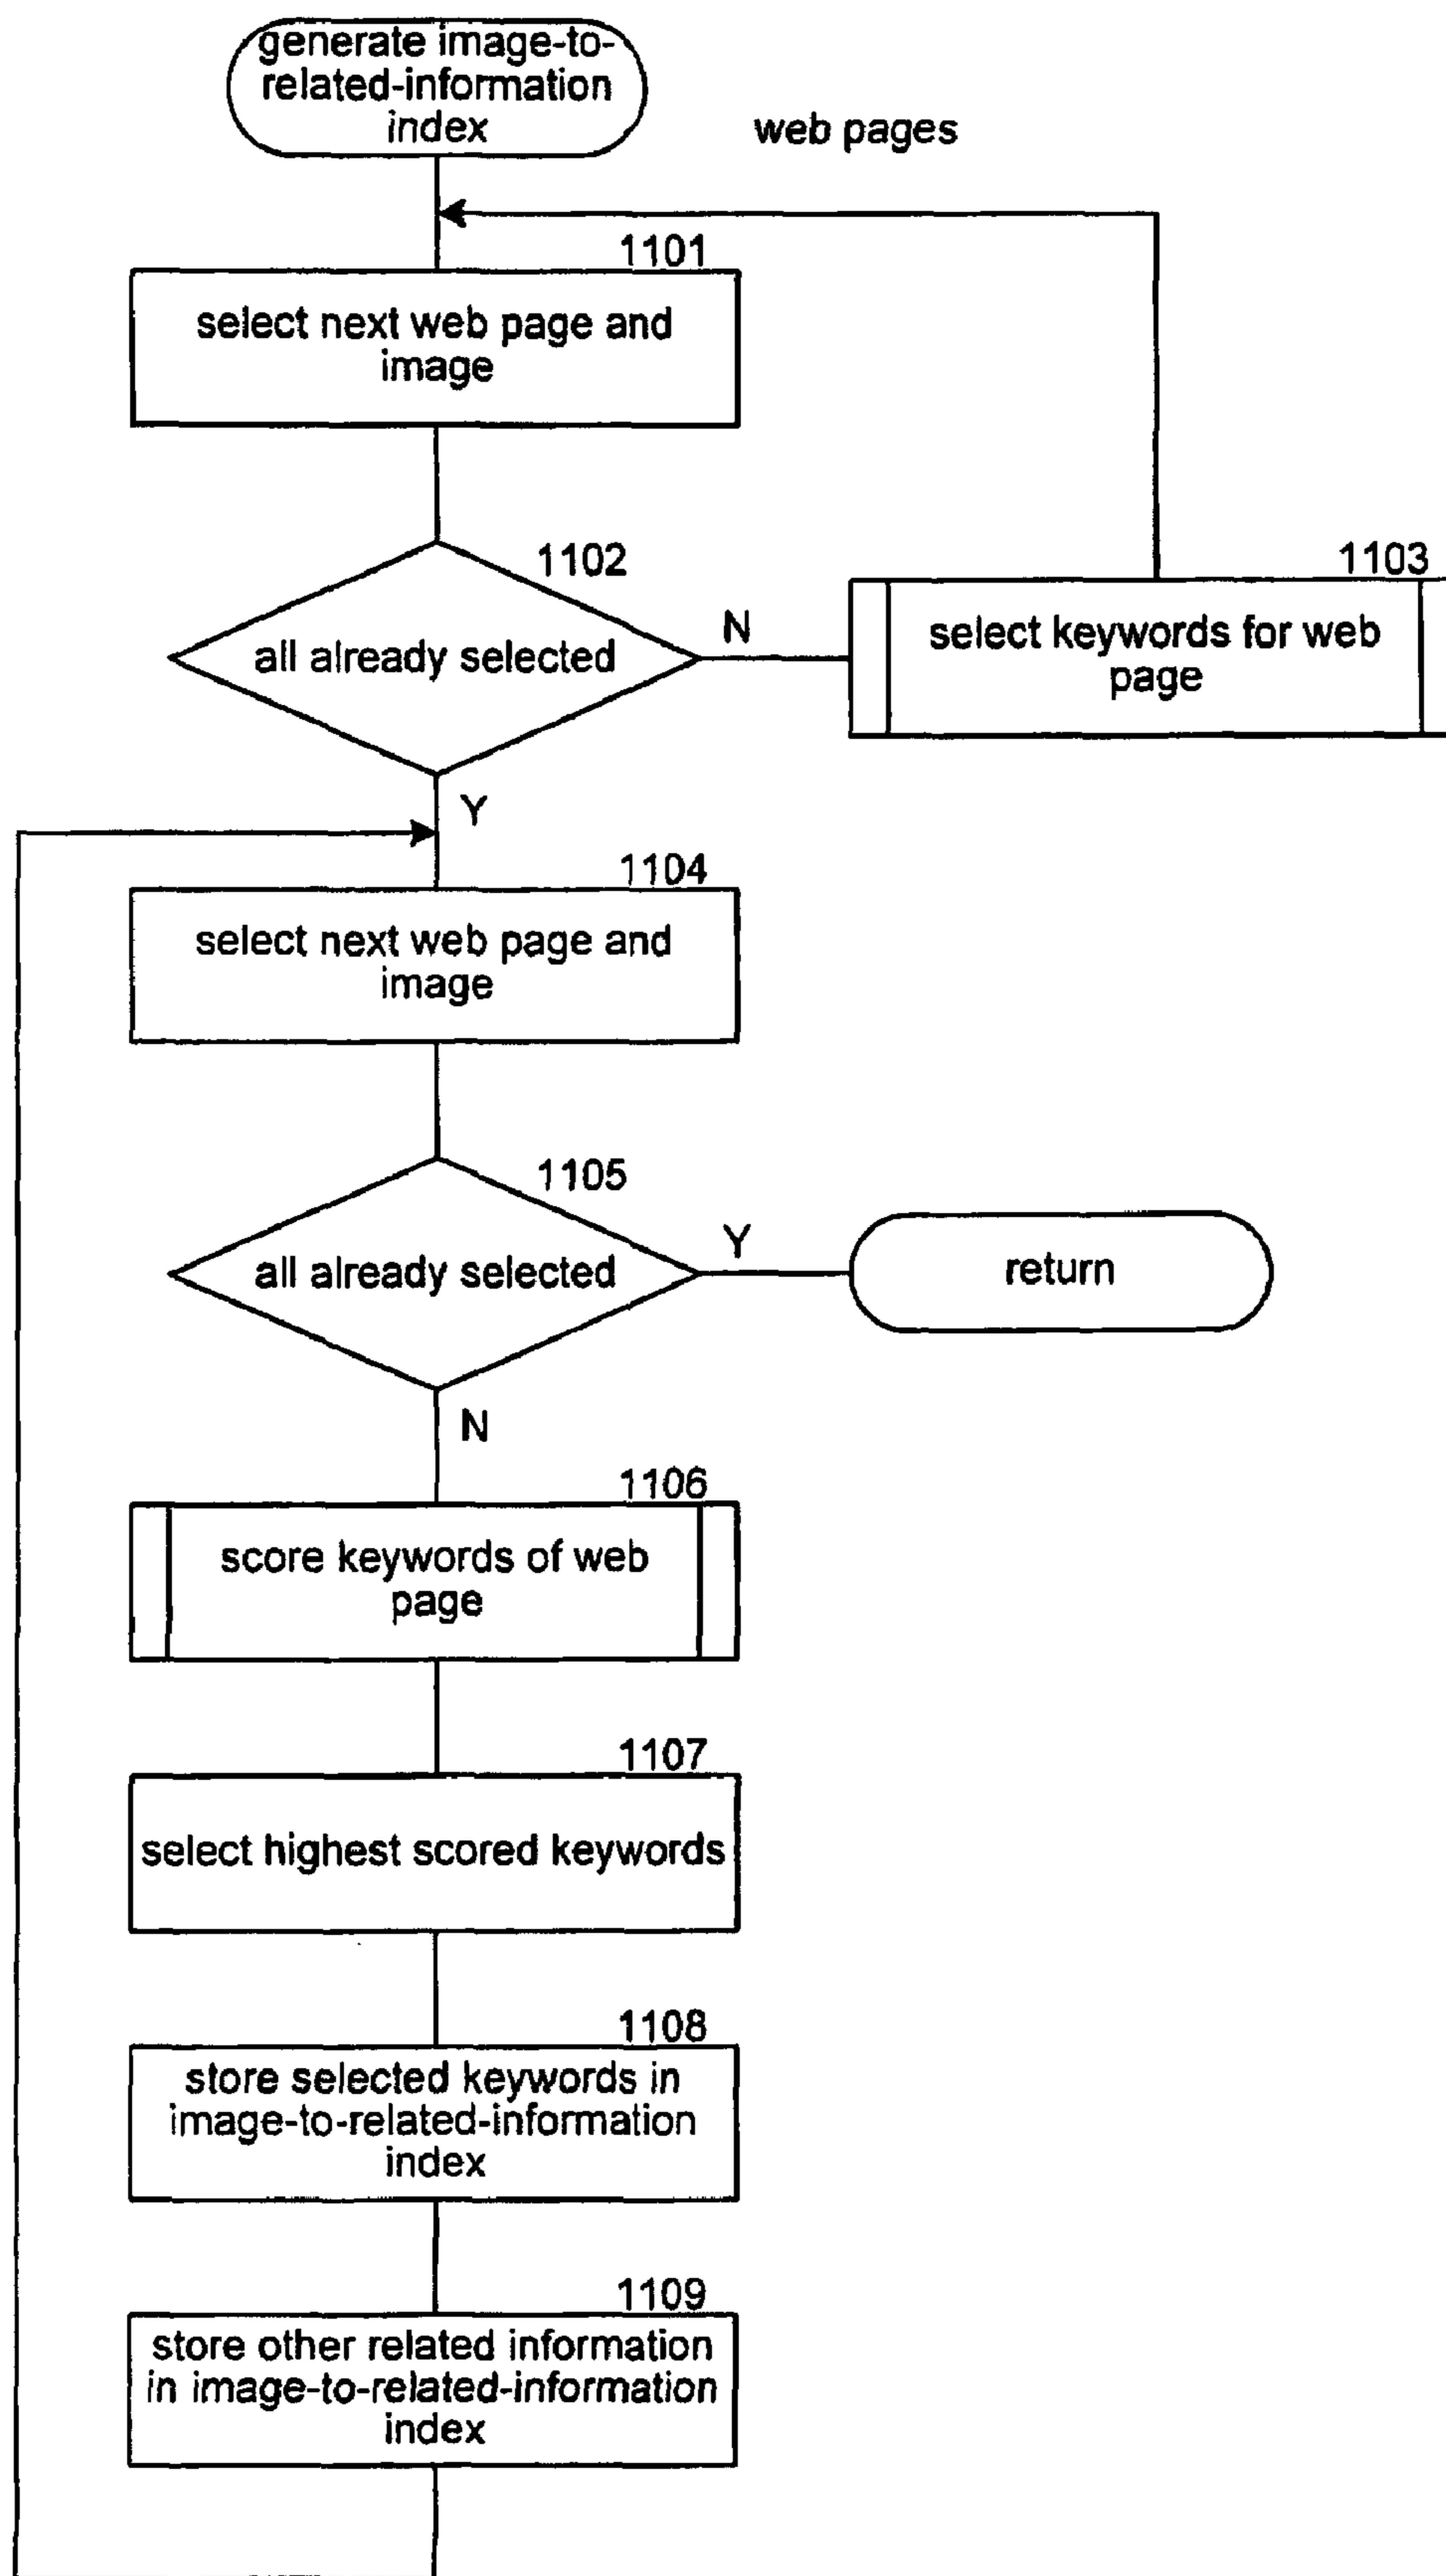 generate image-to-
related-information
index
web pages
1101
select next web page and
image
1102
all already selected
N
1103
select keywords for web
page
Y
1104
select next web page and
image
1105
all already selected
Y
return
N
1106
score keywords of web
page
1107
select highest scored keywords
1108
store selected keywords in
image-to-related-information
index
1109
store other related information
in image-to-related-information
index